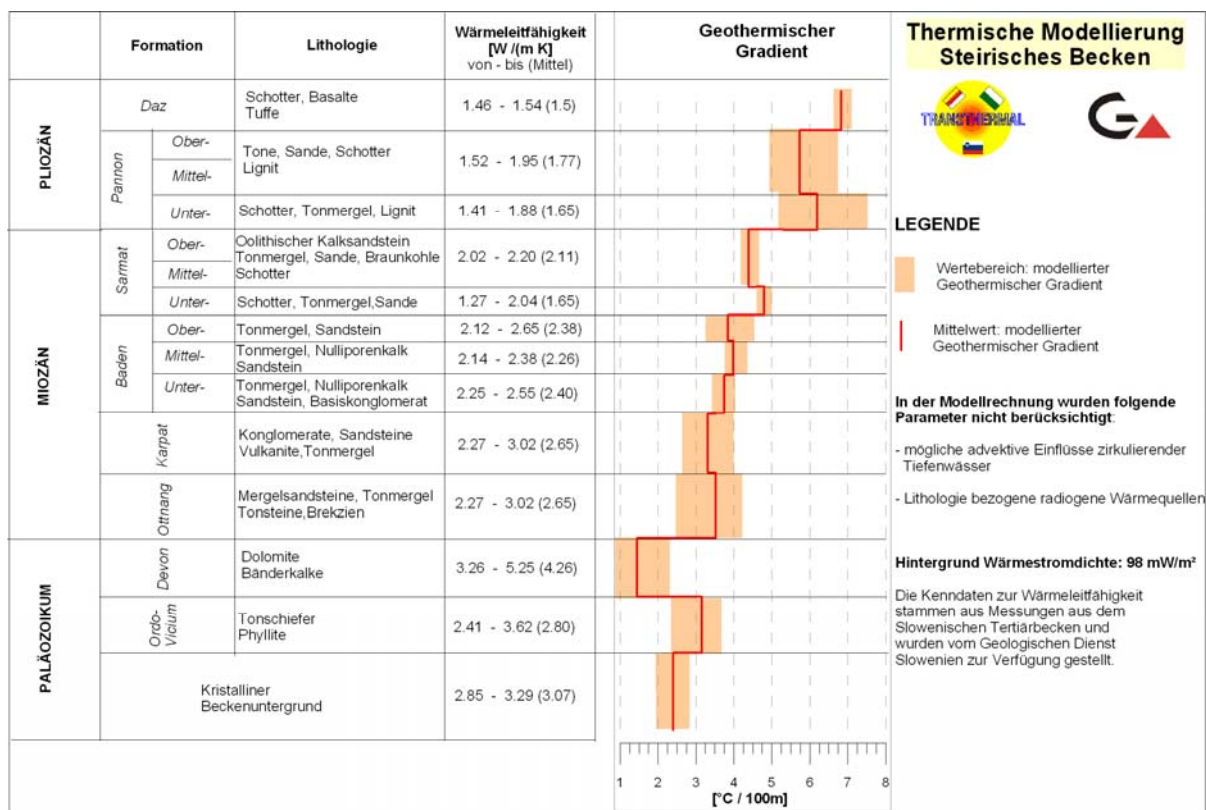 Formation
Lithologie
Wärmeleitfähigkeit
[W /(m K]
von - bis (Mittel)
Geothermischer
Gradient
Thermische Modellierung
Steirisches Becken
TRANSTHERMAL
GA
PLIOZÄN
Daz
Schotter, Basalte
Tuffe
1.46 - 1.54 (1.5)
Pannon
Ober-
Mittel-
Tone, Sande, Schotter
Lignit
1.52 - 1.95 (1.77)
Unter-
Schotter, Tonmergel, Lignit
1.41 - 1.88 (1.65)
MIOZÄN
Sarmat
Ober-
Mittel-
Oolithischer Kalksandstein
Tonmergel, Sande, Braunkohle
Schotter
2.02 - 2.20 (2.11)
Unter-
Schotter, Tonmergel,Sande
1.27 - 2.04 (1.65)
Baden
Ober-
Tonmergel, Sandstein
2.12 - 2.65 (2.38)
Mittel-
Tonmergel, Nulliporenkalk
Sandstein
2.14 - 2.38 (2.26)
Unter-
Tonmergel, Nulliporenkalk
Sandstein, Basiskonglomerat
2.25 - 2.55 (2.40)
Karpat
Konglomerate, Sandsteine
Vulkanite,Tonmergel
2.27 - 3.02 (2.65)
Ottnang
Mergelsandsteine, Tonmergel
Tonsteine,Brekzien
2.27 - 3.02 (2.65)
PALÄOZOIKUM
Devon
Dolomite
Bänderkalke
3.26 - 5.25 (4.26)
Ordo-
Vicium
Tonschiefer
Phyllite
2.41 - 3.62 (2.80)
Kristalliner
Beckenuntergrund
2.85 - 3.29 (3.07)
1 2 3 4 5 6 7 8
[°C / 100m]
LEGENDE
Wertebereich: modellierter
Geothermischer Gradient
Mittelwert: modellierter
Geothermischer Gradient
In der Modellrechnung wurden folgende
Parameter nicht berücksichtigt:
- mögliche advektive Einflüsse zirkulierender
Tiefenwässer
- Lithologie bezogene radiogene Wärmequellen
Hintergrund Wärmestromdichte: 98 mW/m²
Die Kenndaten zur Wärmeleitfähigkeit
stammen aus Messungen aus dem
Slowenischen Tertiärbecken und
wurden vom Geologischen Dienst
Slowenien zur Verfügung gestellt.